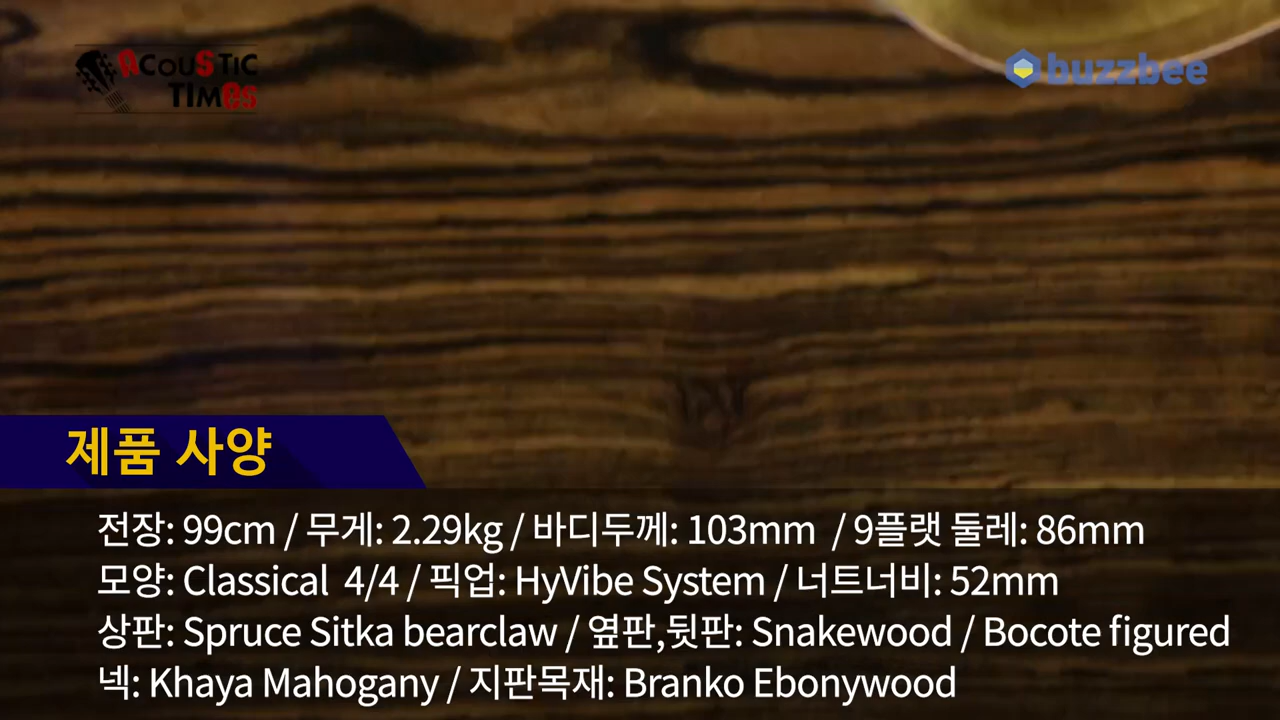 ACOUSTIC
TIMES
buzzbee
제품 사양
전장: 99cm / 무게: 2.29kg / 바디두께: 103mm / 9플랫 둘레: 86mm
모양: Classical 4/4 / 픽업: HyVibe System / 너트너비: 52mm
상판: Spruce Sitka bearclaw / 옆판,뒷판: Snakewood / Bocote figured
넥: Khaya Mahogany / 지판목재: Branko Ebonywood